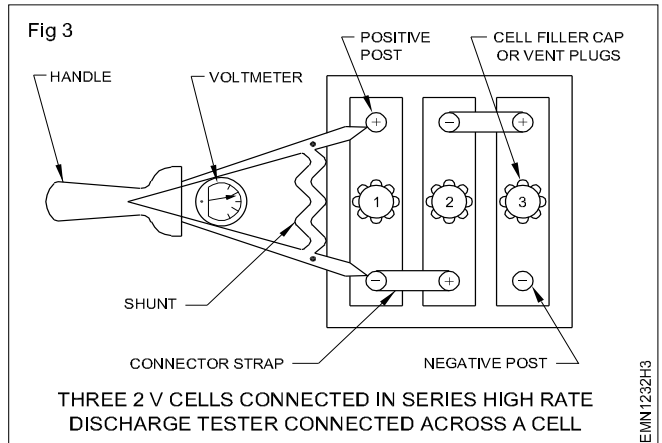 Fig 3
POSITIVE
POST
CELL FILLER CAP
OR VENT PLUGS
HANDLE
VOLTMETER
+
-
+
1
2
3
-
+
-
SHUNT
CONNECTOR STRAP
NEGATIVE POST
THREE 2 V CELLS CONNECTED IN SERIES HIGH RATE
DISCHARGE TESTER CONNECTED ACROSS A CELL
EMN1232H3